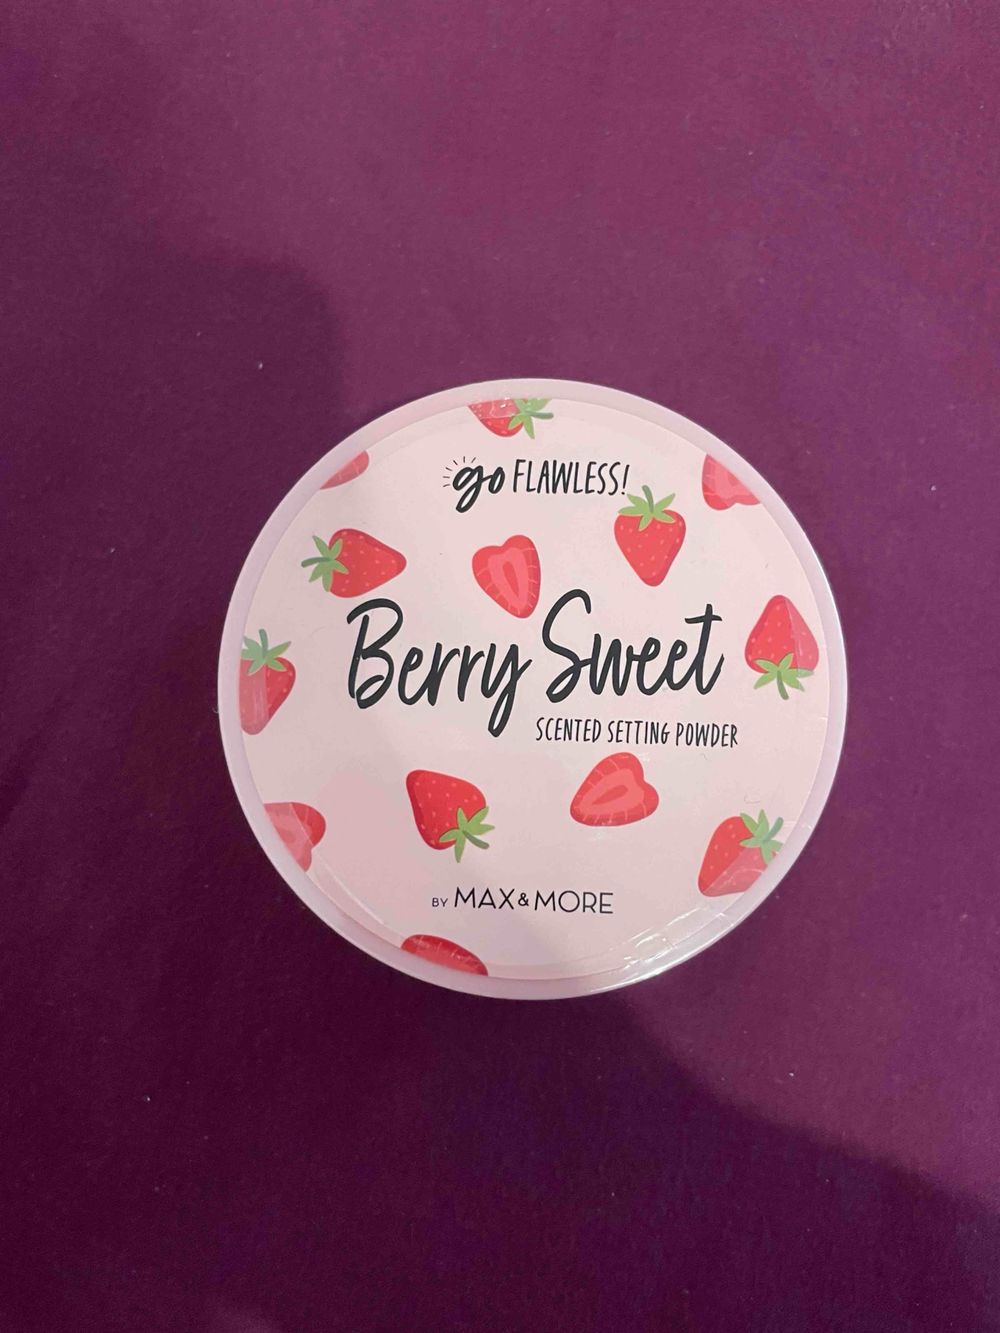 go FLAWLESS!
Berry Sweet
SCENTED SETTING POWDER
BY MAX & MORE